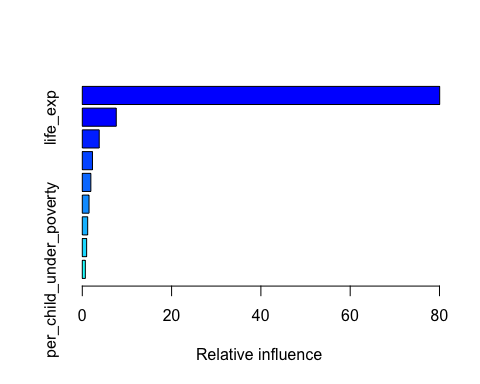 life_exp
per_child_under_poverty
0 20 40 60 80
Relative influence